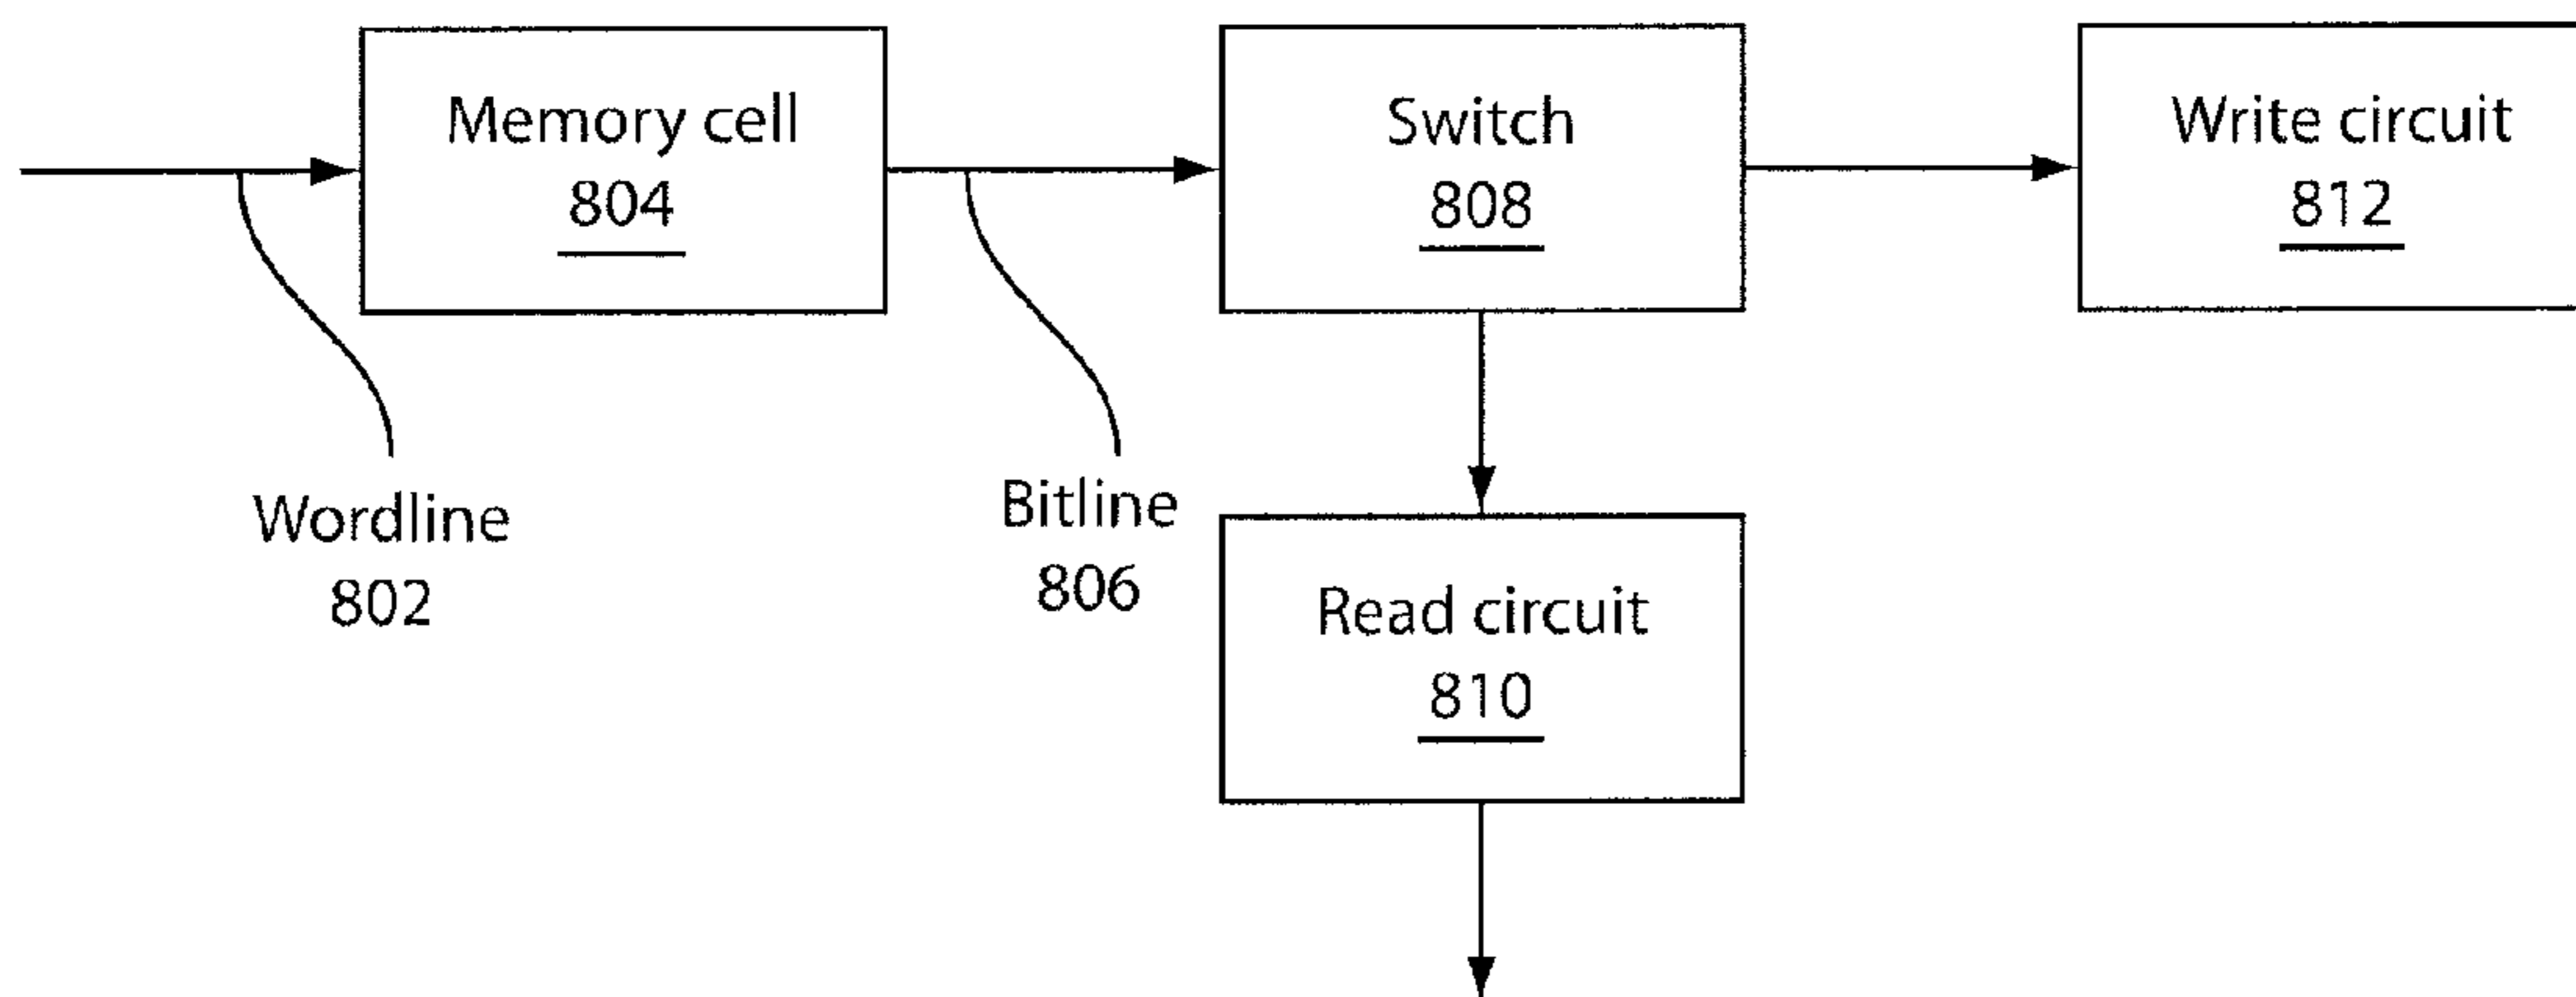 Memory cell
804
Switch
808
Write circuit
812
Wordline
802
Bitline
806
Read circuit
810